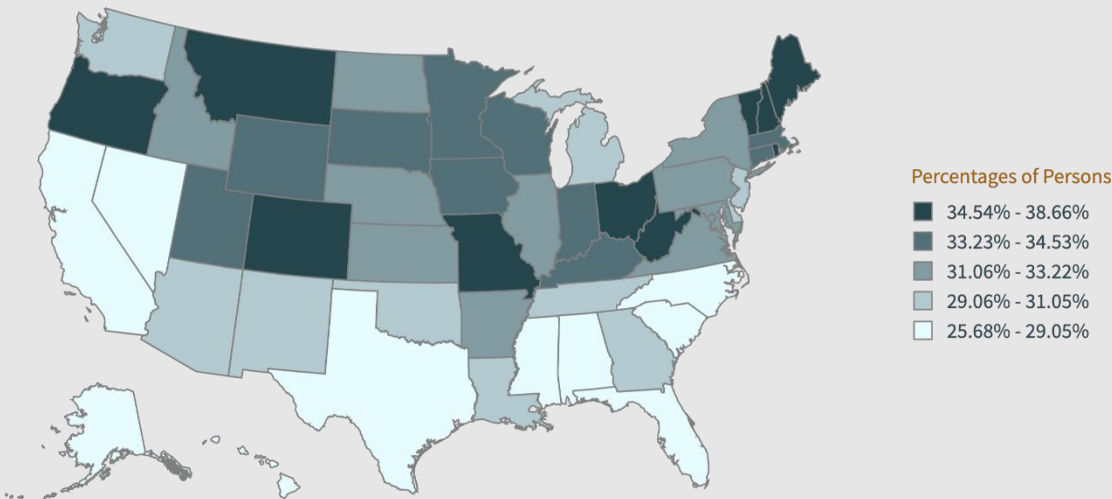 Percentages of Persons
34.54% - 38.66%
33.23% - 34.53%
31.06% - 33.22%
29.06% - 31.05%
25.68% - 29.05%